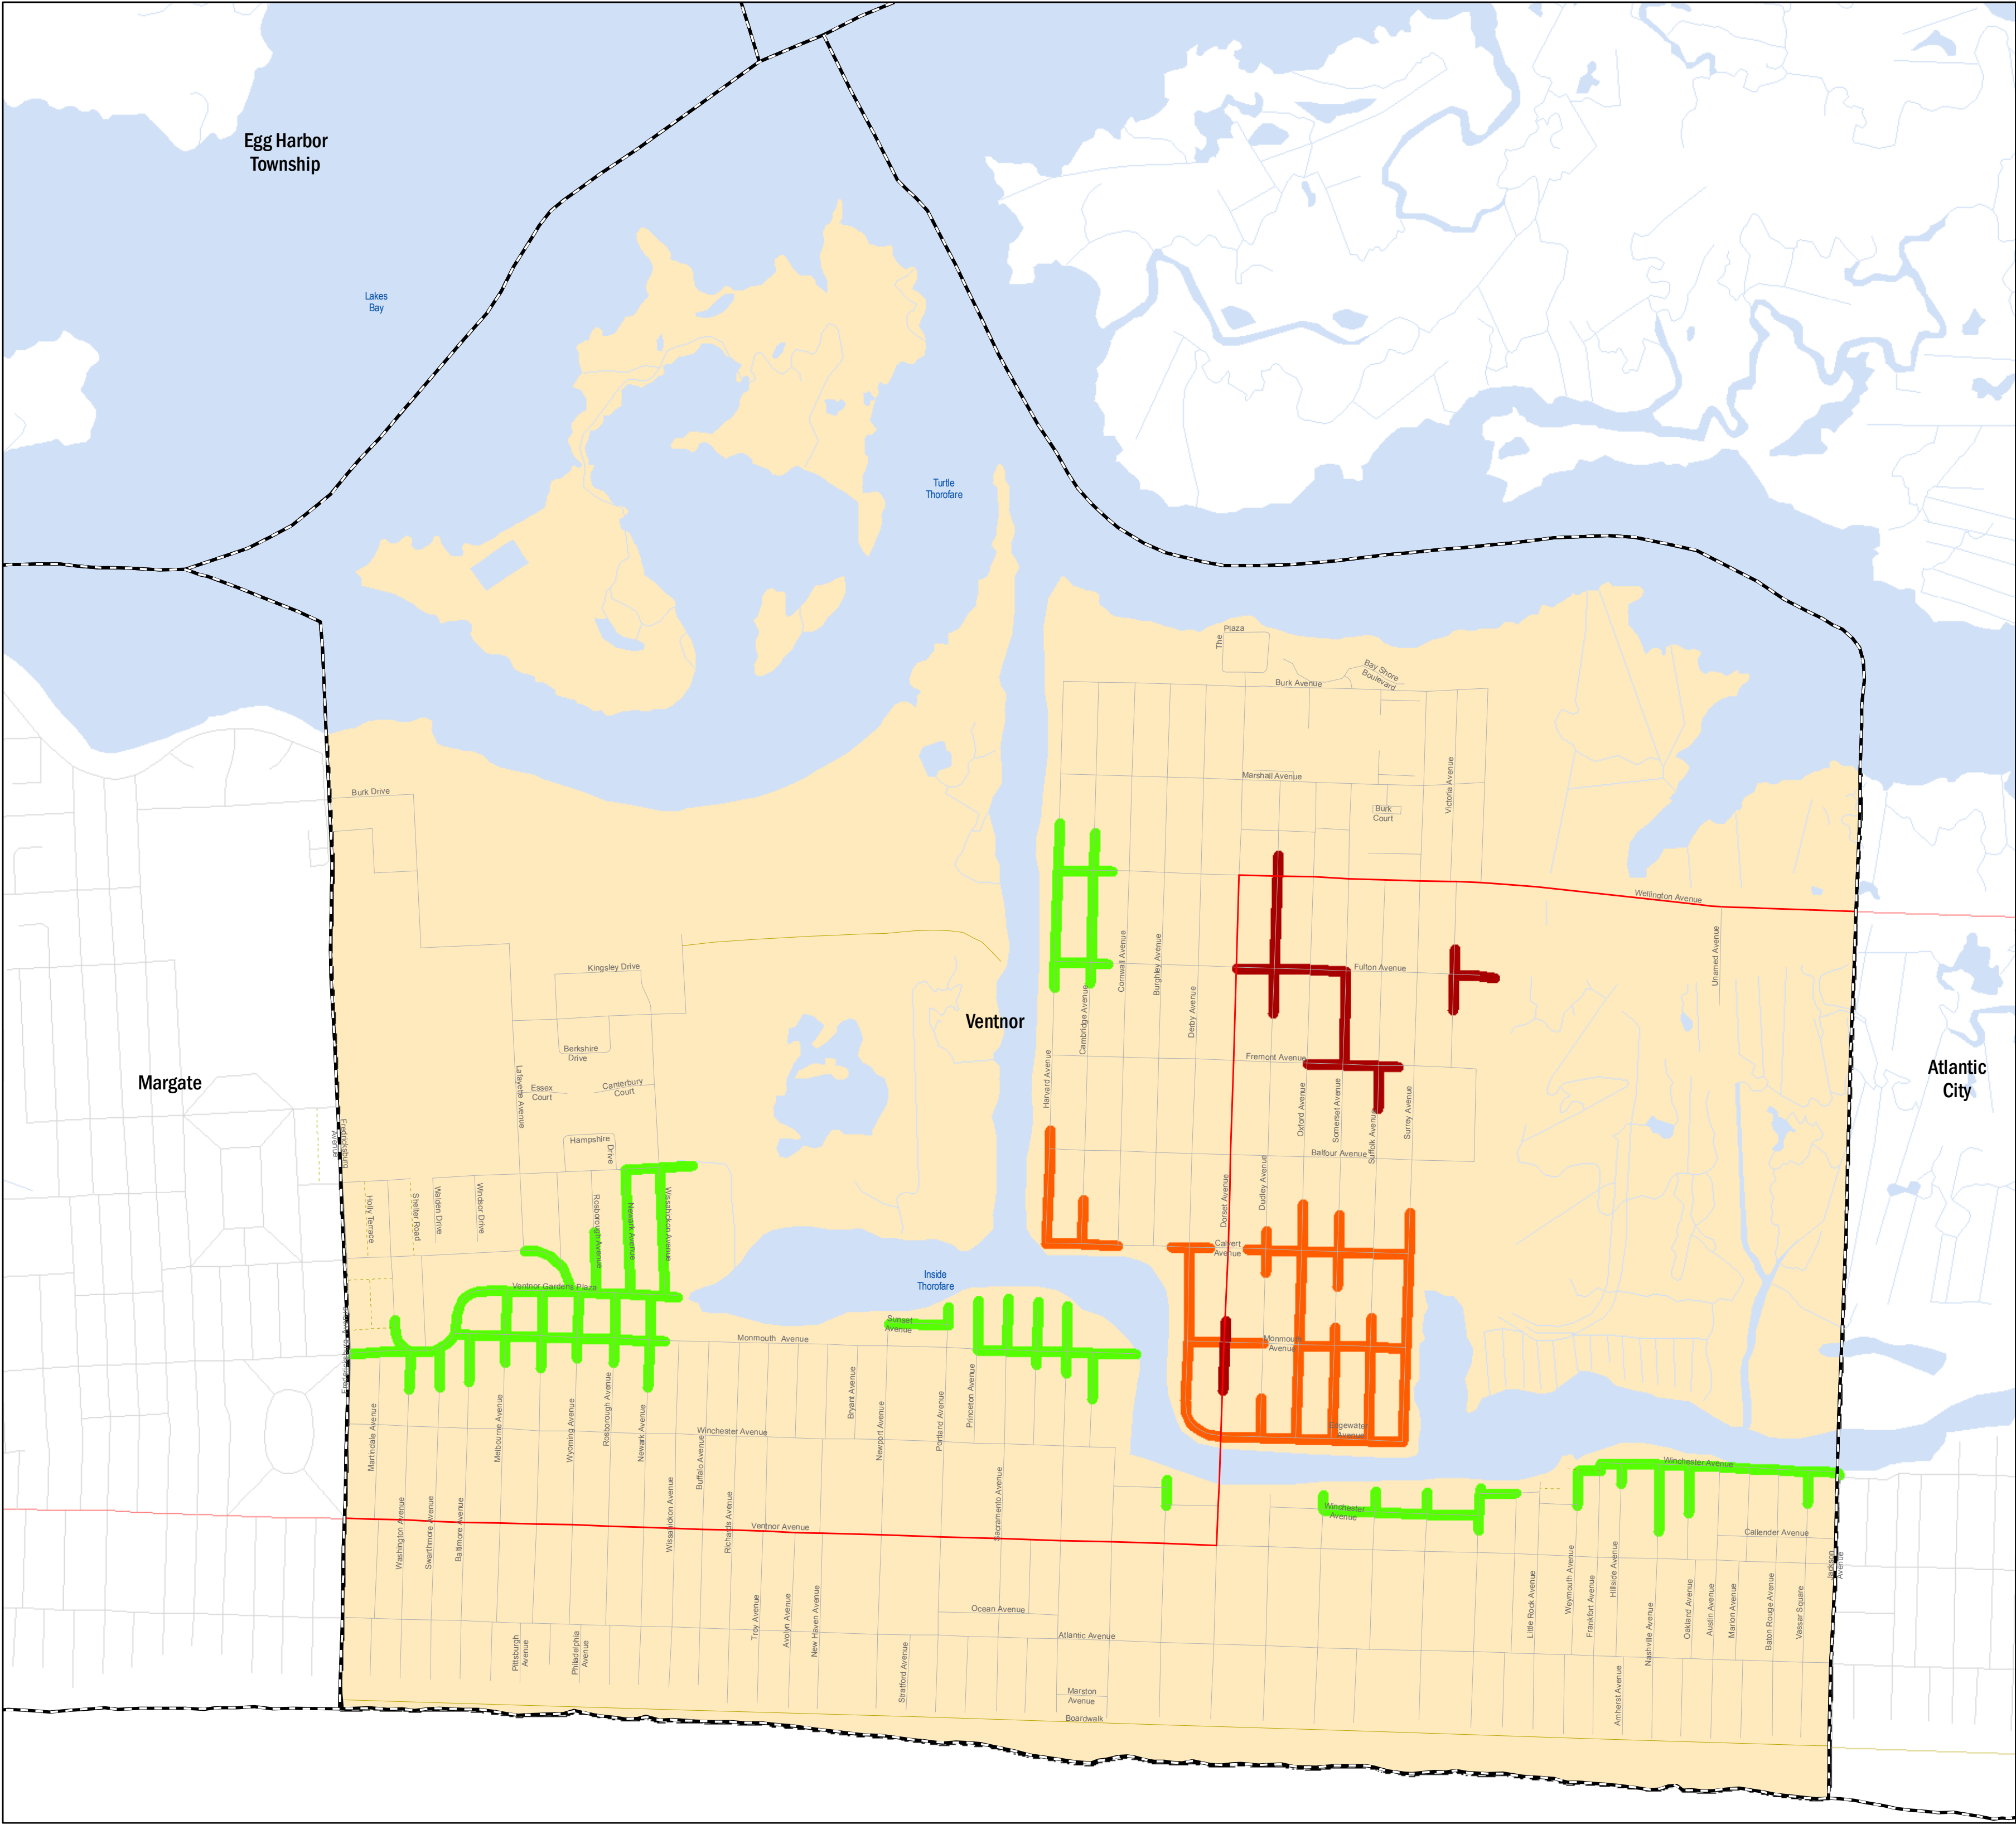 Egg Harbor
Township
Lakes
Bay
Turtle
Thorofare
The
Plaza
Bay Shore
Boulevard
Burk Avenue
Marshall Avenue
Victoria Avenue
Burk
Court
Burk Drive
Wellington Avenue
Unamed Avenue
Kingsley Drive
Cornwall Avenue
Burghley Avenue
Fulton Avenue
Derby Avenue
Cambridge Avenue
Ventnor
Berkshire
Drive
Fremont Avenue
Margate
Atlantic
City
Lafayette Avenue
Essex
Court
Canterbury
Court
Harvard Avenue
Oxford Avenue
Somerset Avenue
Suffolk Avenue
Surrey Avenue
Fredricksburg
Avenue
Hampshire
Drive
Balfour Avenue
Holly Terrace
Shelter Road
Walden Drive
Windsor Drive
Rosborough Avenue
Newark Avenue
Wissahickon Avenue
Dorset Avenue
Dudley Avenue
Calvert
Avenue
Ventnor Gardens Plaza
Inside
Thorofare
Sunset
Avenue
Monmouth Avenue
Monmouth
Avenue
Martindale Avenue
Melbourne Avenue
Wyoming Avenue
Rosborough Avenue
Newark Avenue
Bryant Avenue
Newport Avenue
Portland Avenue
Princeton Avenue
Winchester Avenue
Edgewater
Avenue
Buffalo Avenue
Winchester Avenue
Washington Avenue
Swarthmore Avenue
Baltimore Avenue
Wissahickon Avenue
Richards Avenue
Ventnor Avenue
Sacramento Avenue
Winchester
Avenue
Callender Avenue
Jackson
Avenue
Troy Avenue
Avolyn Avenue
New Haven Avenue
Ocean Avenue
Little Rock Avenue
Weymouth Avenue
Frankfort Avenue
Hillside Avenue
Nashville Avenue
Oakland Avenue
Austin Avenue
Marion Avenue
Baton Rouge Avenue
Vassar Square
Pittsburgh
Avenue
Philadelphia
Avenue
Stratford Avenue
Atlantic Avenue
Marston
Avenue
Amherst Avenue
Boardwalk